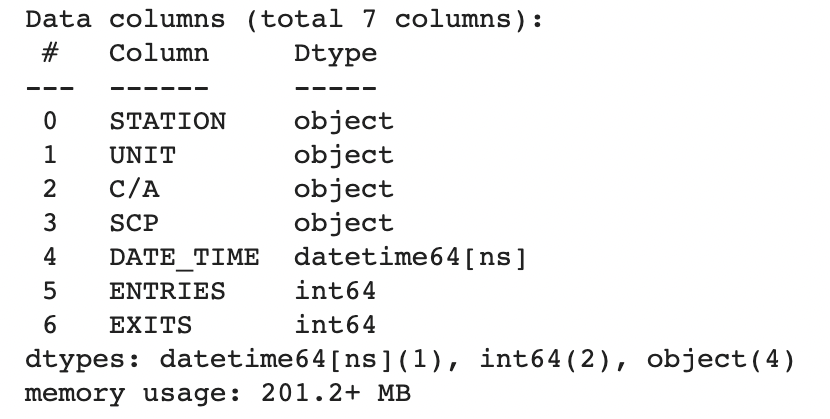 Data columns (total 7 columns):
 #   Column     Dtype
---  ------     -----
 0   STATION    object
 1   UNIT       object
 2   C/A        object
 3   SCP        object
 4   DATE_TIME  datetime64[ns]
 5   ENTRIES    int64
 6   EXITS      int64
dtypes: datetime64[ns](1), int64(2), object(4)
memory usage: 201.2+ MB